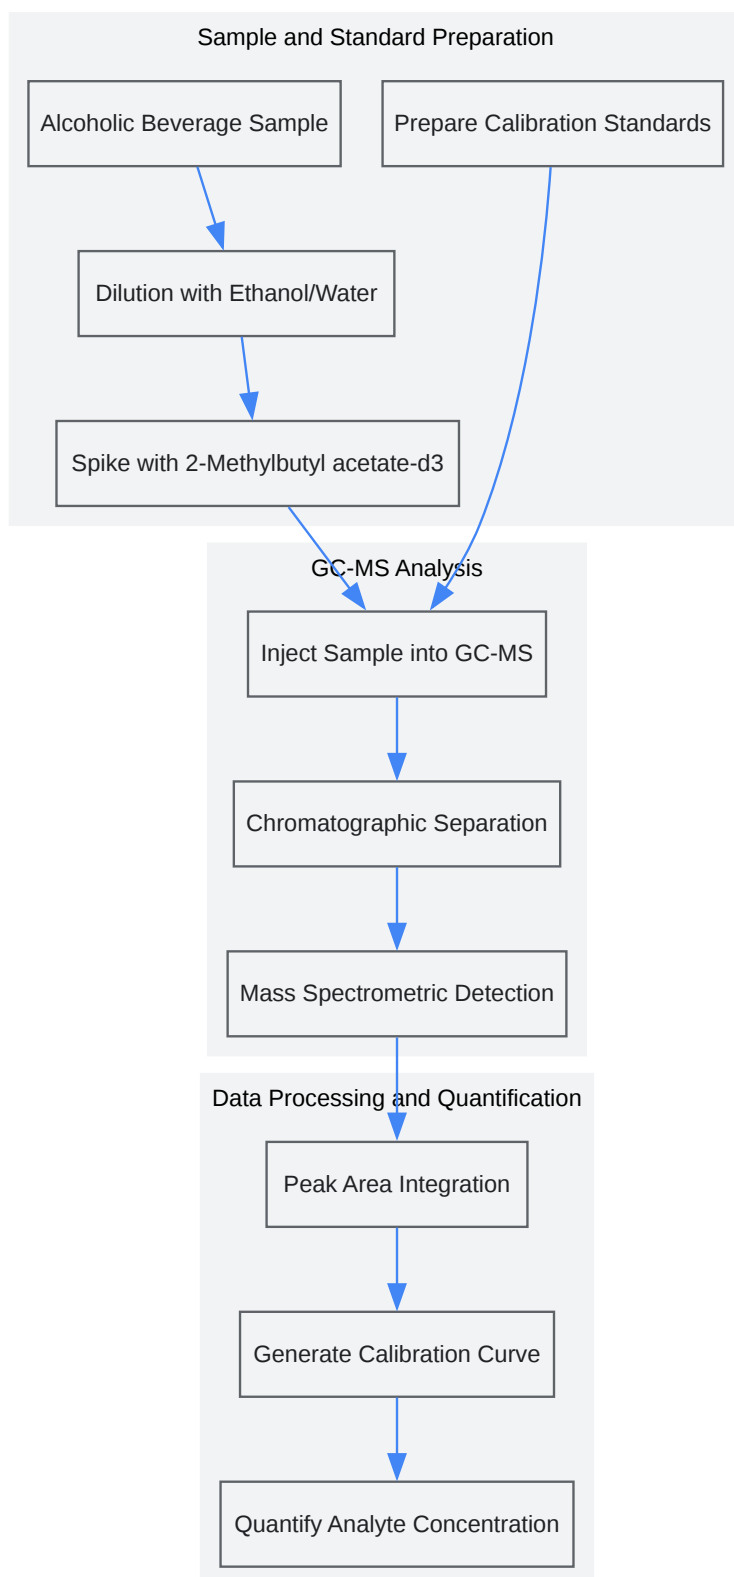 Sample and Standard Preparation
Alcoholic Beverage Sample
Prepare Calibration Standards
Dilution with Ethanol/Water
Spike with 2-Methylbutyl acetate-d3
GC-MS Analysis
Inject Sample into GC-MS
Chromatographic Separation
Mass Spectrometric Detection
Data Processing and Quantification
Peak Area Integration
Generate Calibration Curve
Quantify Analyte Concentration